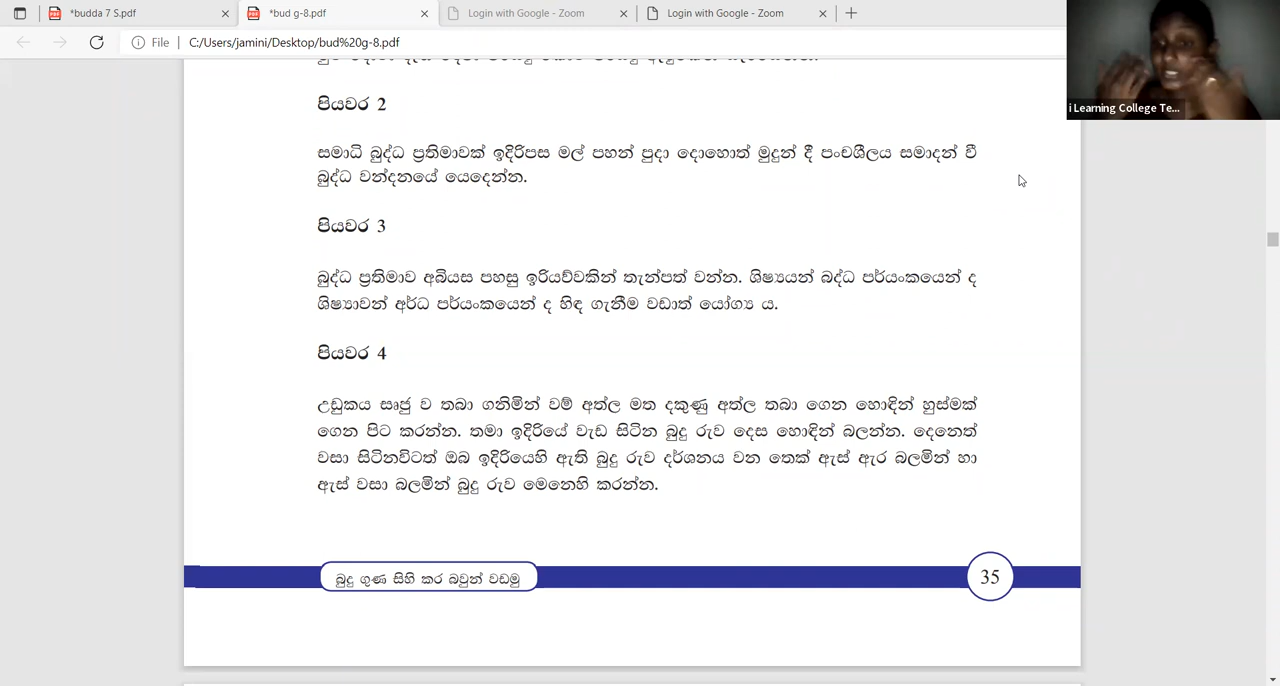 *budda 7 S.pdf
*bud g-8.pdf
Login with Google - Zoom
Login with Google - Zoom
File
C:/Users/jamini/Desktop/bud%20g-8.pdf
i Learning College Te...
පියවර 2
සමාධි බුද්ධ ප්‍රතිමාවක් ඉදිරිපස මල් පහන් පුදා දොහොත් මුදුන් දී පංචශීලය සමාදන් වී
බුද්ධ වන්දනයේ යෙදෙන්න.
පියවර 3
බුද්ධ ප්‍රතිමාව අබියස පහසු ඉරියව්වකින් තැන්පත් වන්න. ශිෂ්‍යයන් බද්ධ පර්යංකයෙන් ද
ශිෂ්‍යාවන් අර්ධ පර්යංකයෙන් ද හිඳ ගැනීම වඩාත් යෝග්‍ය ය.
පියවර 4
උඩුකය සෘජු ව තබා ගනිමින් වම් අත්ල මත දකුණු අත්ල තබා ගෙන හොඳින් හුස්මක්
ගෙන පිට කරන්න. තමා ඉදිරියේ වැඩ සිටින බුදු රුව දෙස හොඳින් බලන්න. දෙනෙත්
වසා සිටිනවිටත් ඔබ ඉදිරියෙහි ඇති බුදු රුව දර්ශනය වන තෙක් ඇස් ඇර බලමින් හා
ඇස් වසා බලමින් බුදු රුව මෙනෙහි කරන්න.
බුදු ගුණ සිහි කර බවුන් වඩමු
35